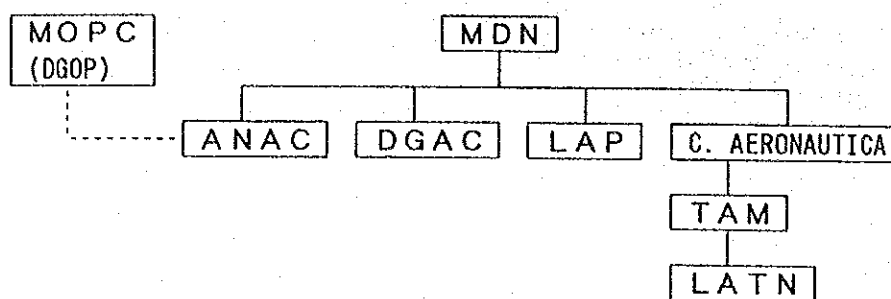 MOPC
(DGOP)
MDN
ANAC
DGAC
LAP
C. AERONAUTICA
TAM
LATN